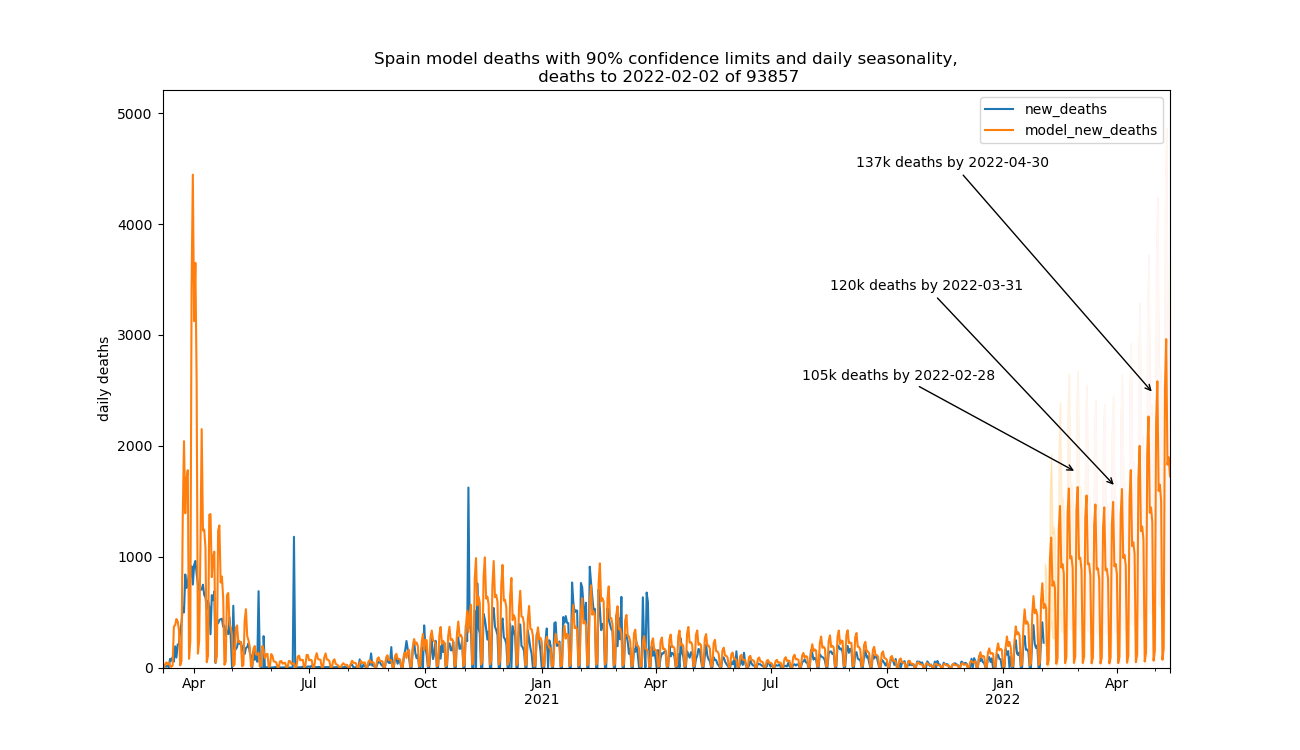 Spain model deaths with 90% confidence limits and daily seasonality,
deaths to 2022-02-02 of 93857
new_deaths
model_new_deaths
137k deaths by 2022-04-30
120k deaths by 2022-03-31
105k deaths by 2022-02-28
daily deaths
5000
4000
3000
2000
1000
0
Apr
Jul
Oct
Jan
2021
Apr
Jul
Oct
Jan
2022
Apr